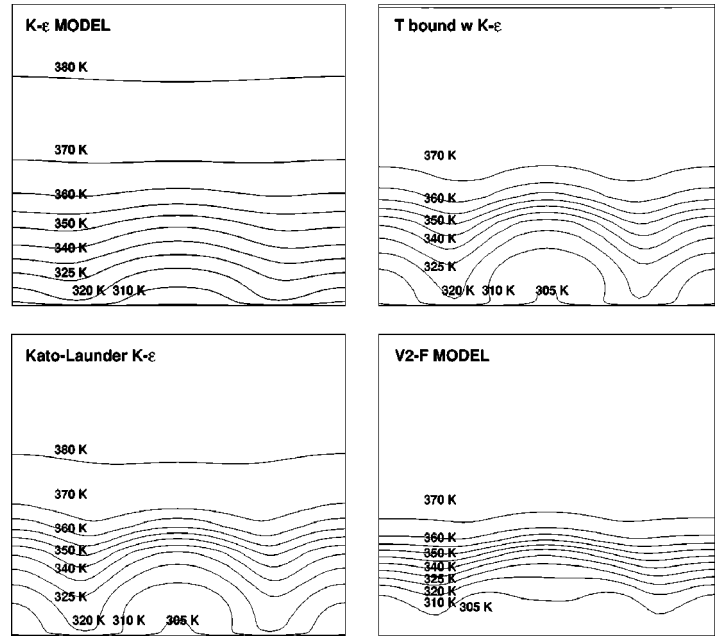 K-ε MODEL
380 K
370 K
360 K
350 K
340 K
325 K
320 K 310 K
T bound w K-ε
370 K
360 K
350 K
340 K
325 K
320 K 310 K 305 K
Kato-Launder K-ε
380 K
370 K
360 K
350 K
340 K
325 K
320 K 310 K 305 K
V2-F MODEL
370 K
360 K
350 K
340 K
325 K
320 K
310 K 305 K